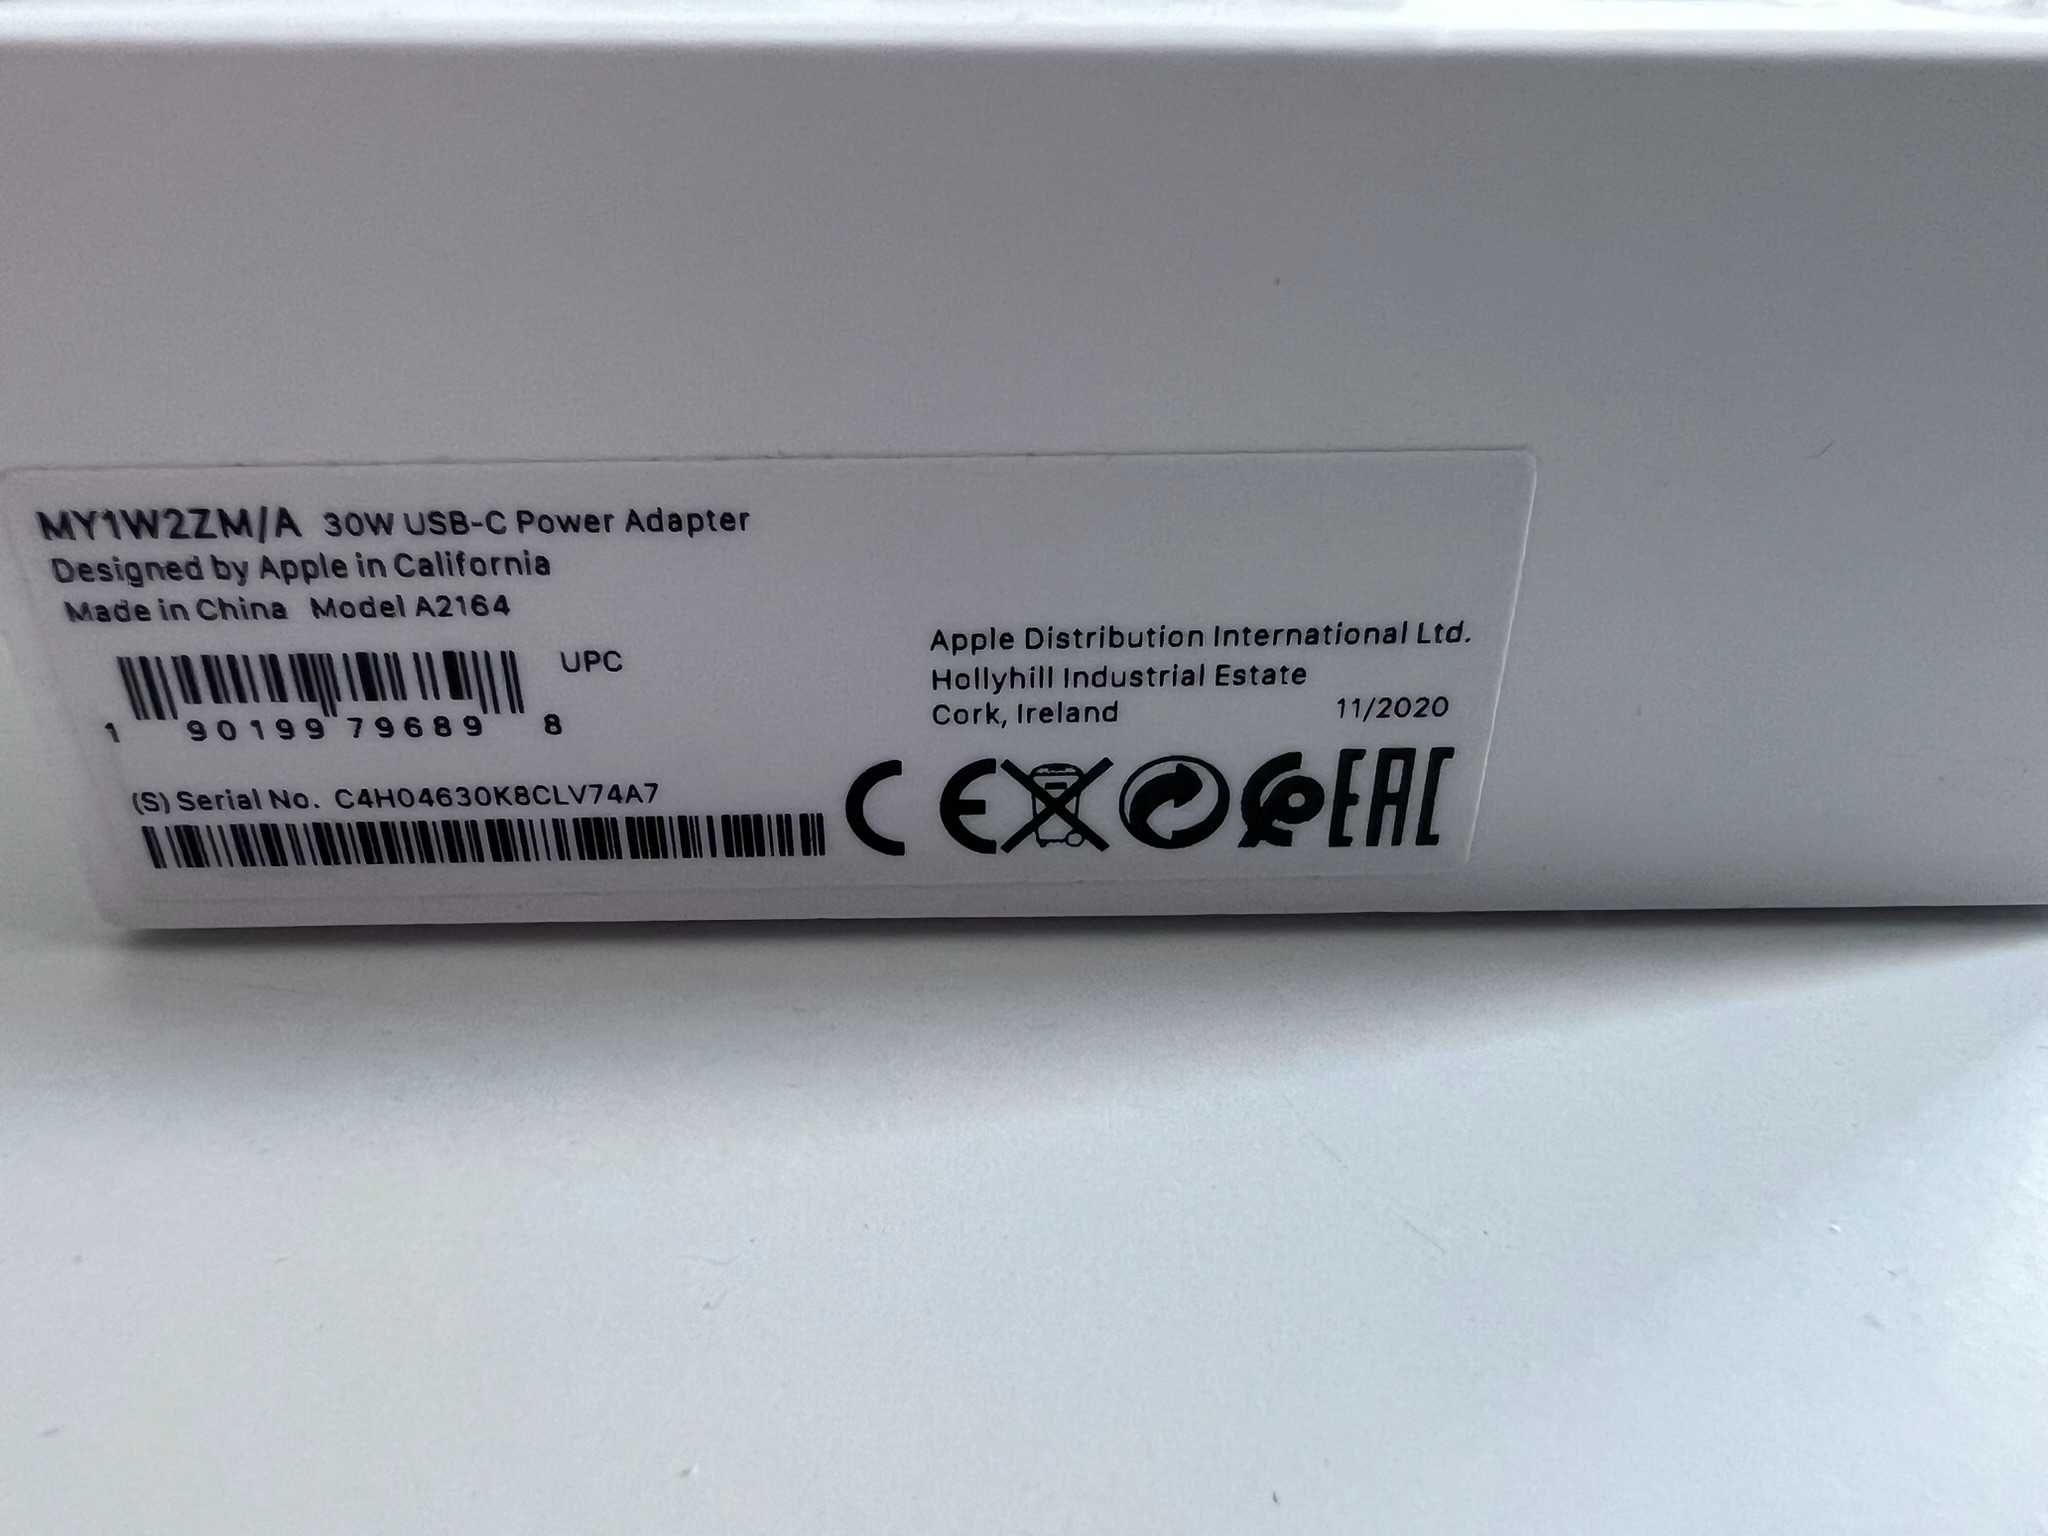 MY1W2ZM/A 30W USB-C Power Adapter
Designed by Apple in California
Made in China Model A2164
UPC
1 90199 79689 8
(S) Serial No. C4H04630K8CLV74A7
Apple Distribution International Ltd.
Hollyhill Industrial Estate
Cork, Ireland 11/2020
CE EAC